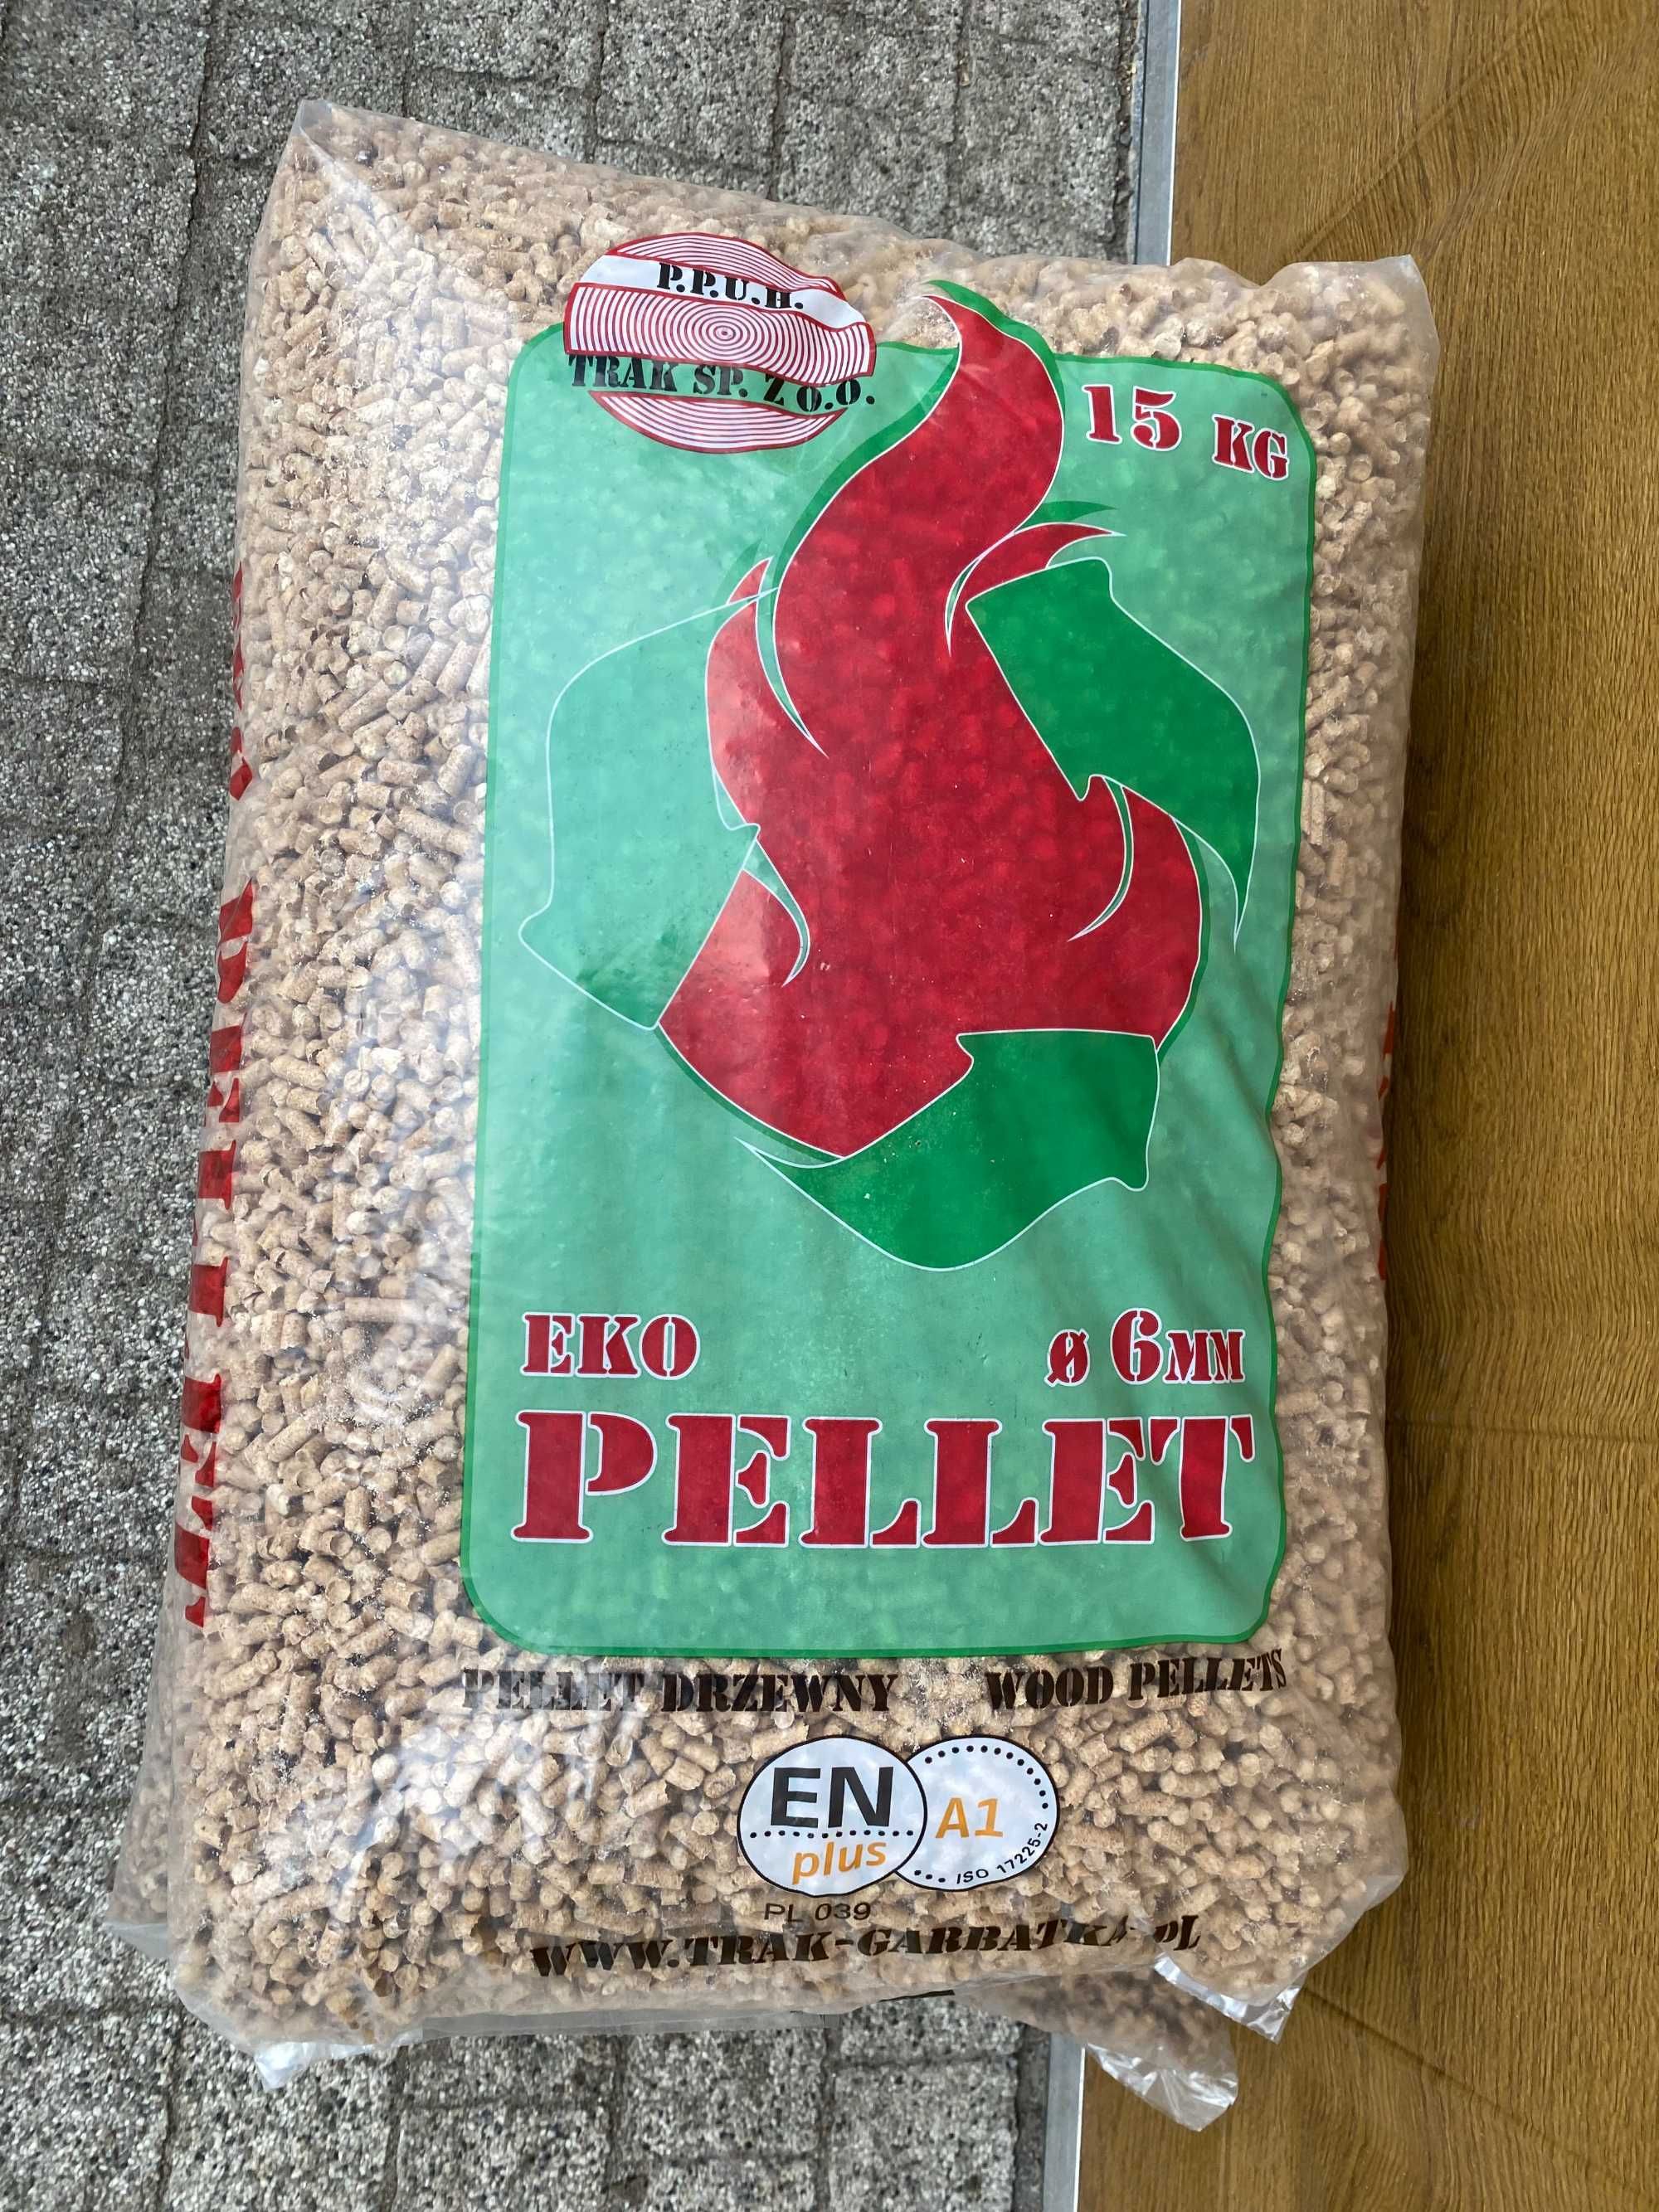 P.P.U.H.
TRAK SP. Z O.O.
15 KG
EKO
ø 6MM
PELLET
PELLET DRZEWNY
WOOD PELLETS
EN
plus
A1
ISO 17225-2
PL 039
WWW.TRAK-GARBATKA.PL
PELLET